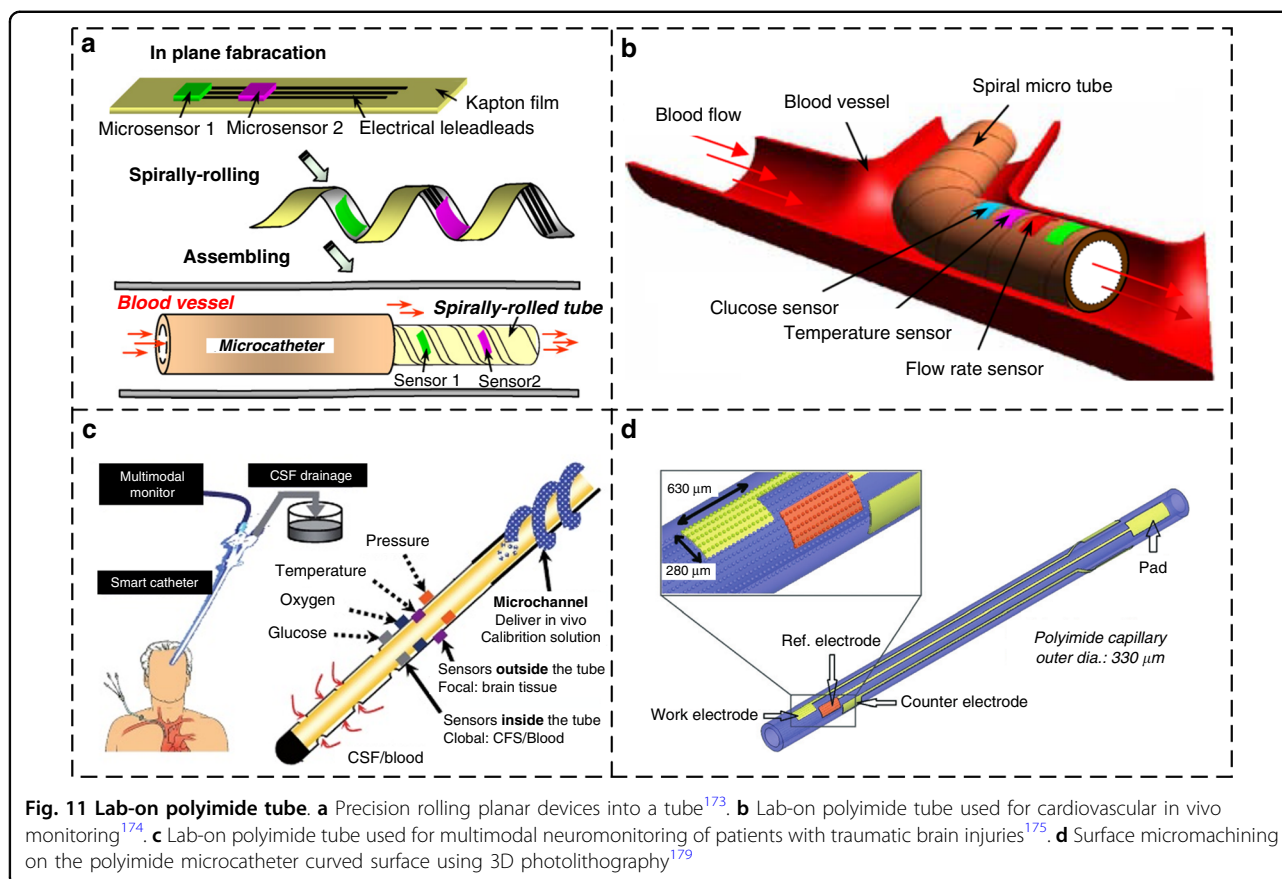 a
In plane fabracation
Kapton film
Microsensor 1
Microsensor 2
Electrical leleadleads
Spirally-rolling
Assembling
Blood vessel
Spirally-rolled tube
Microcatheter
Sensor 1
Sensor2
b
Spiral micro tube
Blood vessel
Blood flow
Clucose sensor
Temperature sensor
Flow rate sensor
c
Multimodal
monitor
CSF drainage
Smart catheter
Pressure
Temperature
Oxygen
Glucose
Microchannel
Deliver in vivo
Calibrition solution
Sensors outside the tube
Focal: brain tissue
Sensors inside the tube
Clobal: CFS/Blood
CSF/blood
d
630 μm
280 μm
Pad
Ref. electrode
Polyimide capillary
outer dia.: 330 μm
Counter electrode
Work electrode
Fig. 11 Lab-on polyimide tube. a Precision rolling planar devices into a tube173. b Lab-on polyimide tube used for cardiovascular in vivo
monitoring174. c Lab-on polyimide tube used for multimodal neuromonitoring of patients with traumatic brain injuries175. d Surface micromachining
on the polyimide microcatheter curved surface using 3D photolithography179